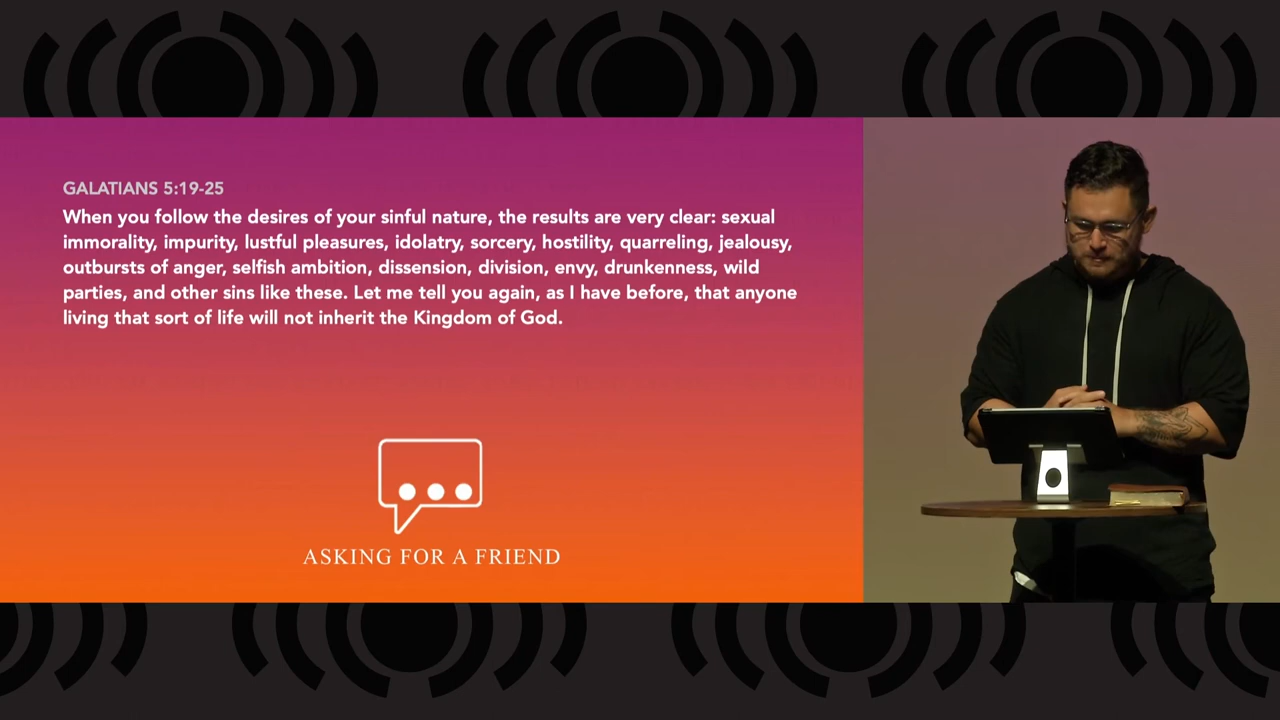 GALATIANS 5:19-25
When you follow the desires of your sinful nature, the results are very clear: sexual
immorality, impurity, lustful pleasures, idolatry, sorcery, hostility, quarreling, jealousy,
outbursts of anger, selfish ambition, dissension, division, envy, drunkenness, wild
parties, and other sins like these. Let me tell you again, as I have before, that anyone
living that sort of life will not inherit the Kingdom of God.
ASKING FOR A FRIEND